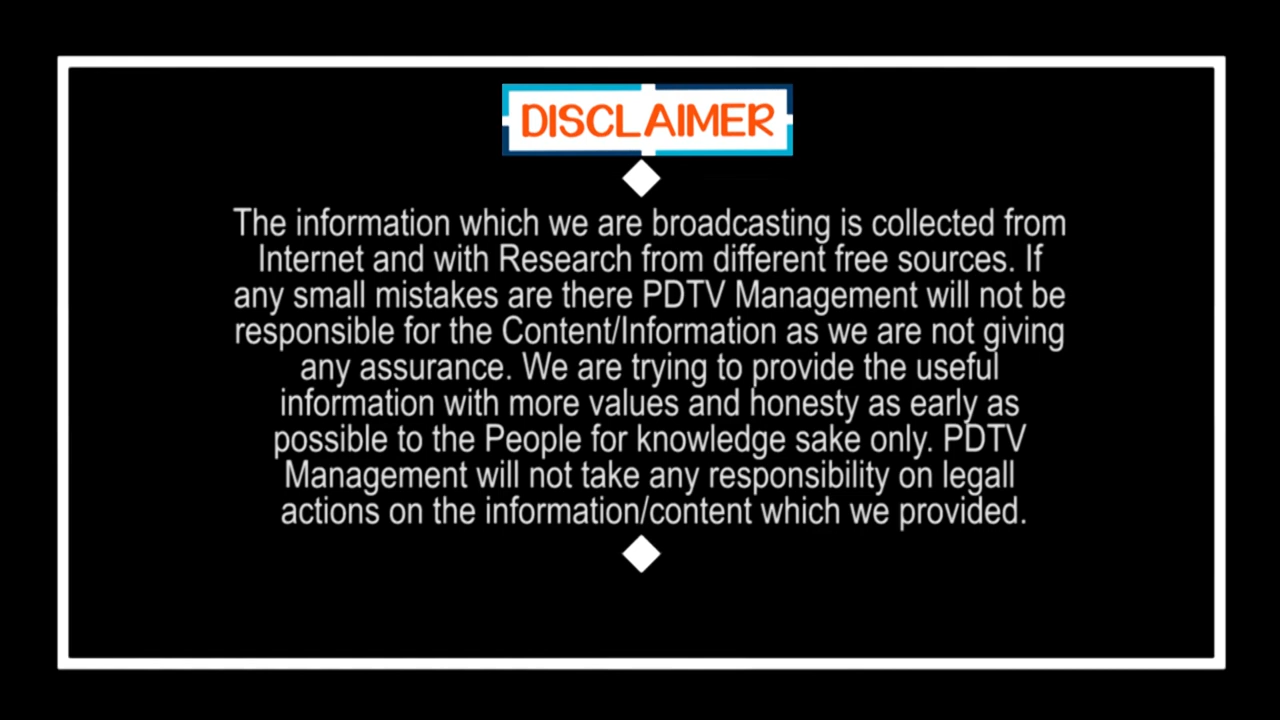 DISCLAIMER
The information which we are broadcasting is collected from
Internet and with Research from different free sources. If
any small mistakes are there PDTV Management will not be
responsible for the Content/Information as we are not giving
any assurance. We are trying to provide the useful
information with more values and honesty as early as
possible to the People for knowledge sake only. PDTV
Management will not take any responsibility on legall
actions on the information/content which we provided.